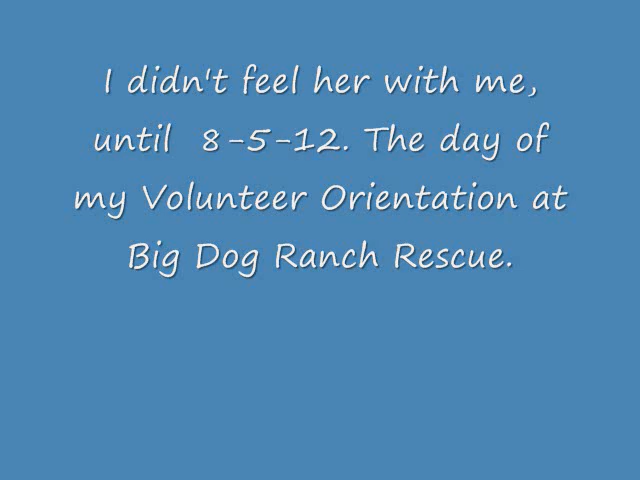 I didn't feel her with me,
until  8-5-12. The day of
my Volunteer Orientation at
Big Dog Ranch Rescue.